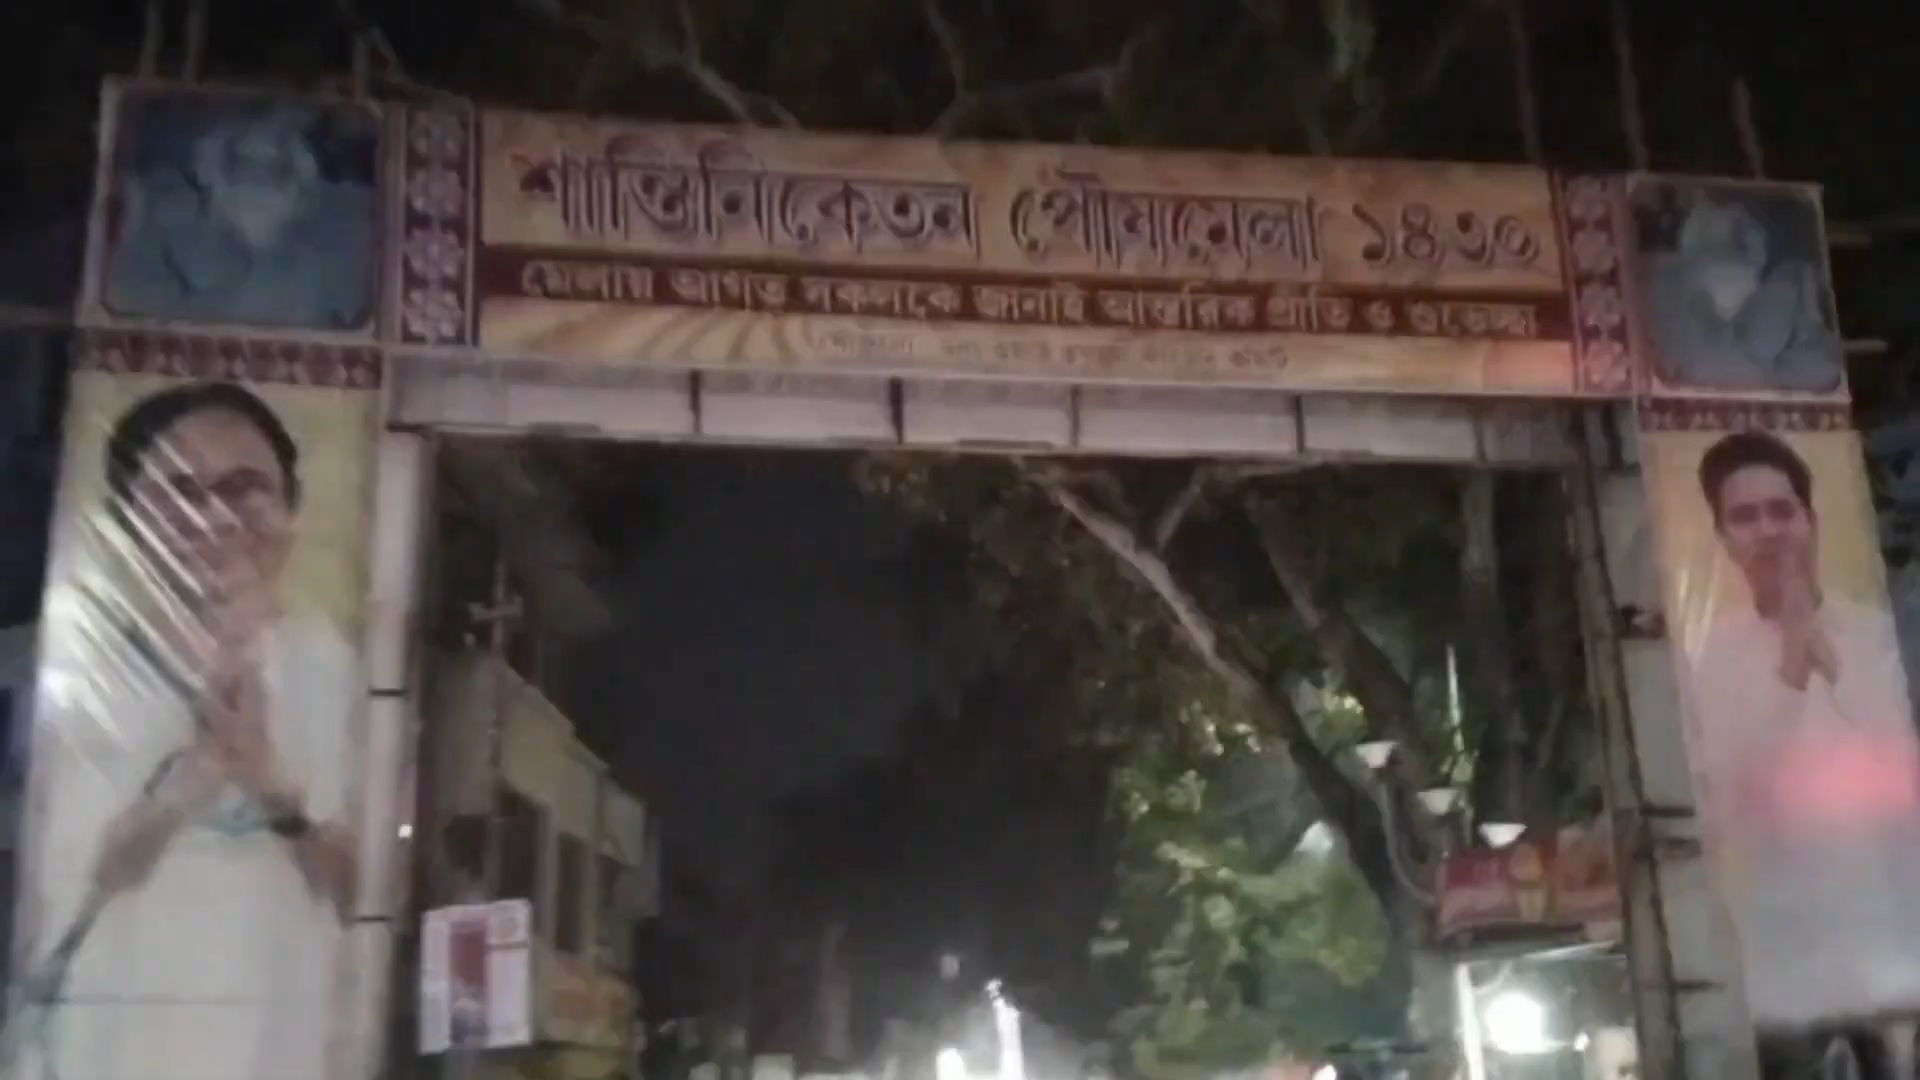 শান্তিনিকেতন পৌষমেলা ১৪৩০
মেলায় আগত সকলকে জানাই আন্তরিক প্রীতি ও শুভেচ্ছা